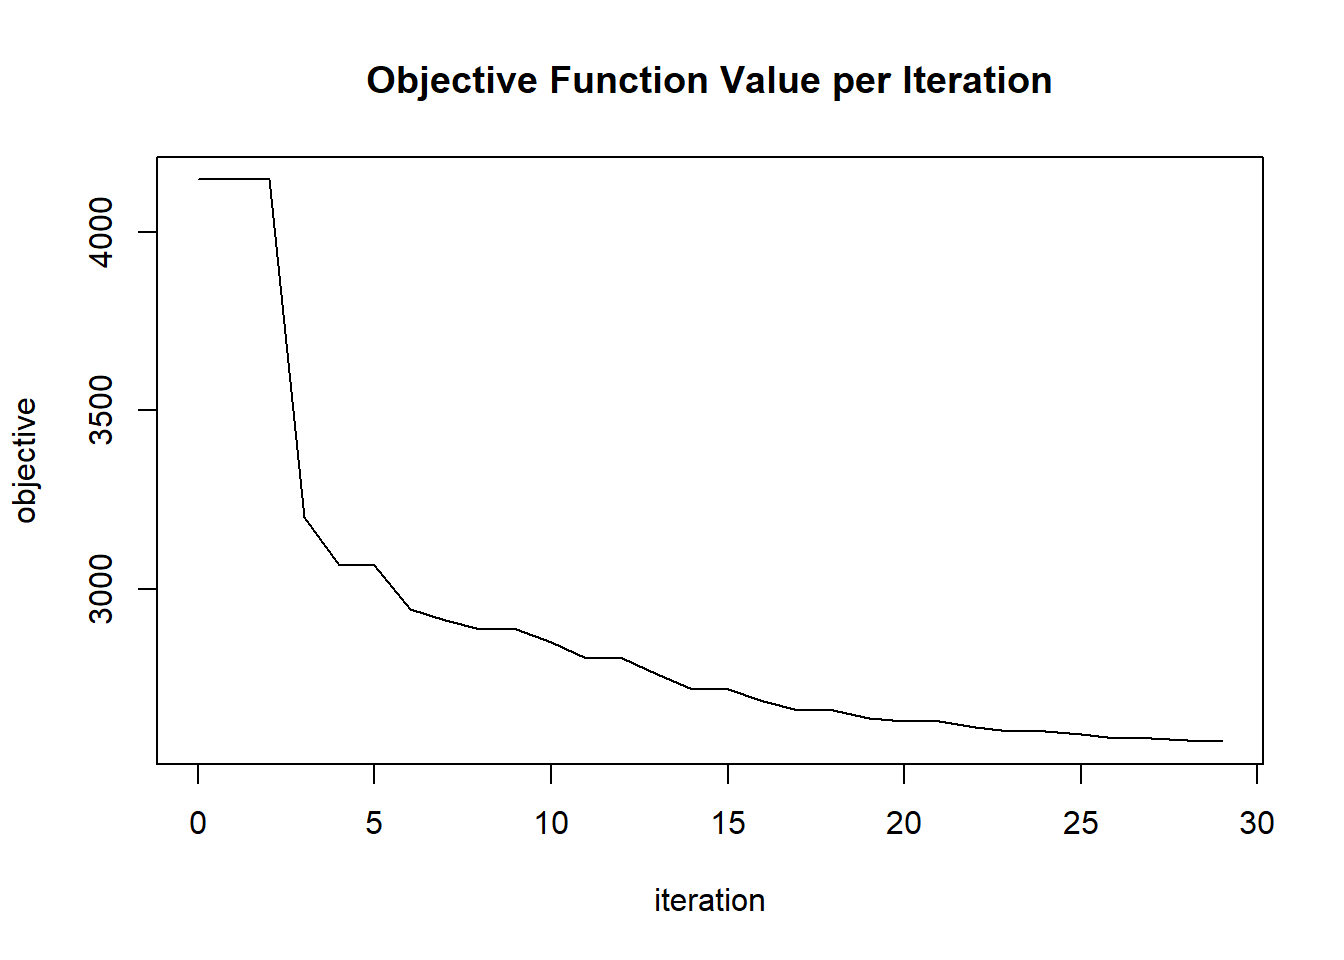 Objective Function Value per Iteration
objective
4000
3500
3000
0 5 10 15 20 25 30
iteration